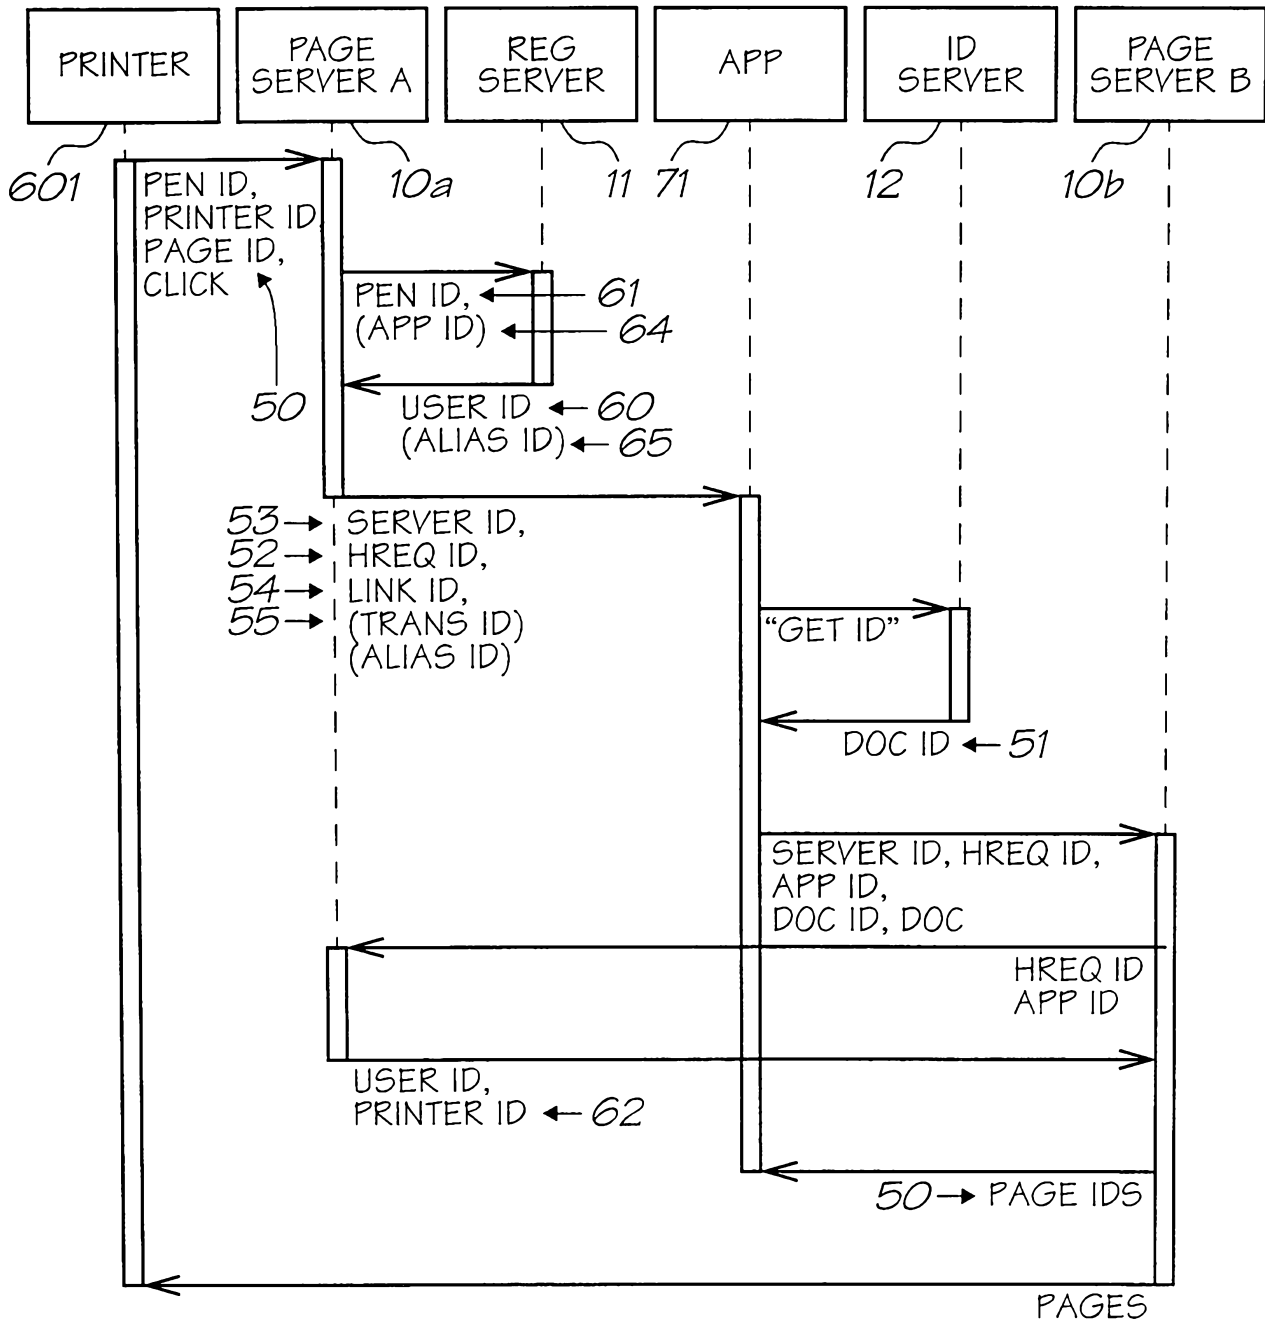 PRINTER
PAGE
SERVER A
REG
SERVER
APP
ID
SERVER
PAGE
SERVER B
601
10a
11
71
12
10b
PEN ID,
PRINTER ID
PAGE ID,
CLICK
50
PEN ID,
61
(APP ID)
64
USER ID
60
(ALIAS ID)
65
53
SERVER ID,
52
HREQ ID,
54
LINK ID,
55
(TRANS ID)
(ALIAS ID)
“GET ID”
DOC ID
51
SERVER ID, HREQ ID,
APP ID,
DOC ID, DOC
HREQ ID
APP ID
USER ID,
PRINTER ID
62
50
PAGE IDS
PAGES